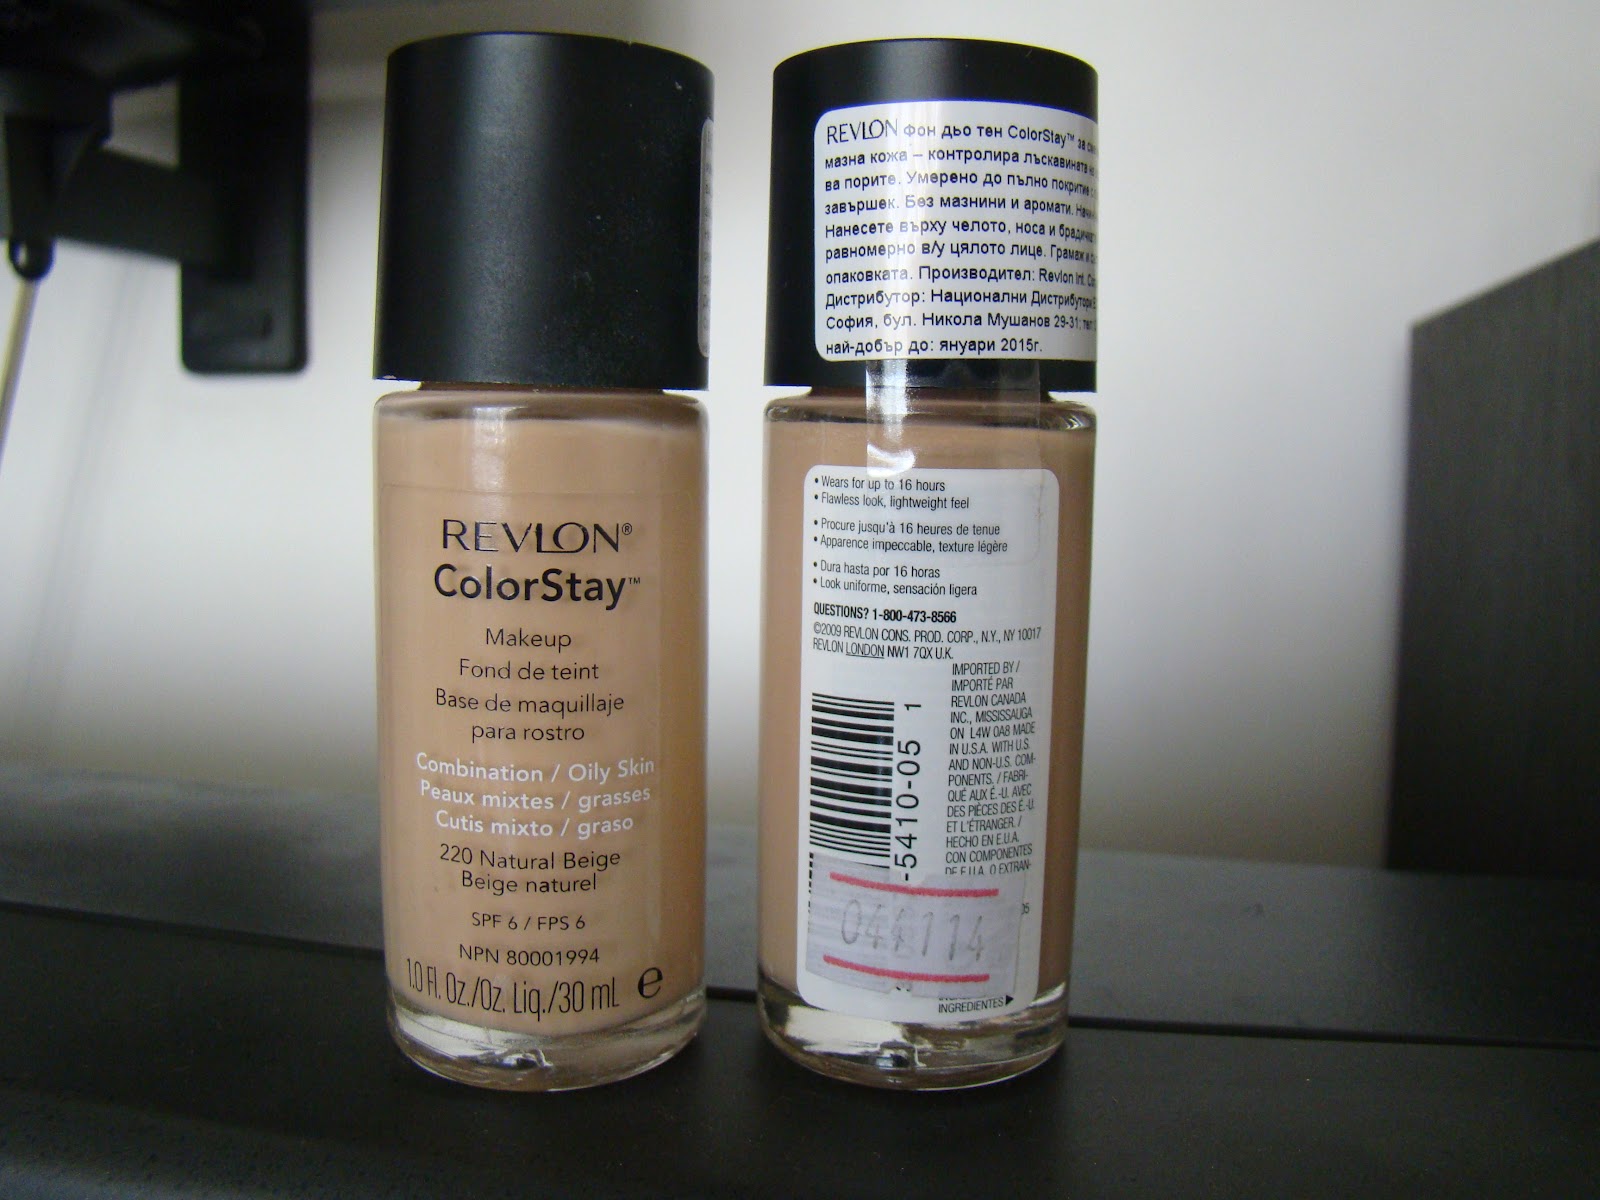 REVLON®
ColorStay™
Makeup
Fond de teint
Base de maquillaje
para rostro
Combination / Oily Skin
Peaux mixtes / grasses
Cutis mixto / graso
220 Natural Beige
Beige naturel
SPF 6 / FPS 6
NPN 80001994
1.0 Fl. Oz./Oz. Liq./30 mL e
REVLON фон дьо тен ColorStay™ за
мазна кожа – контролира лъскавината
ва порите. Умерено до пълно покритие с
завършек. Без мазнини и аромати.
Нанесете върху челото, носа и
равномерно в/у цялото лице. Грамаж и
опаковката. Производител: Revlon Int.
Дистрибутор: Национални Дистрибутори
София, бул. Никола Мушанов 29-31; тел:
най-добър до: януари 2015г.
• Wears for up to 16 hours
• Flawless look, lightweight feel
• Procure jusqu'à 16 heures de tenue
• Apparence impeccable, texture légère
• Dura hasta por 16 horas
• Look uniforme, sensación ligera
QUESTIONS? 1-800-473-8566
©2009 REVLON CONS. PROD. CORP., N.Y., NY 10017
REVLON LONDON NW1 7QX U.K.
IMPORTED BY /
IMPORTÉ PAR
REVLON CANADA
INC., MISSISSAUGA
ON L4W 0A8 MADE
IN U.S.A. WITH U.S.
AND NON-U.S. COM-
PONENTS. / FABRI-
QUÉ AUX É.-U. AVEC
DES PIÈCES DES É.-U.
ET L'ÉTRANGER. /
HECHO EN E.U.A.
CON COMPONENTES
DE E.U.A. O EXTRAN-
-5410-05 1
044114
INGREDIENTES